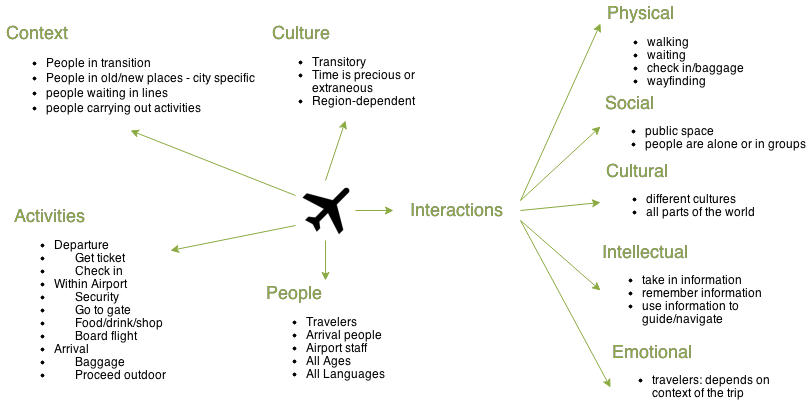 Context
People in transition
People in old/new places - city specific
people waiting in lines
people carrying out activities
Culture
Transitory
Time is precious or
extraneous
Region-dependent
Activities
Departure
Get ticket
Check in
Within Airport
Security
Go to gate
Food/drink/shop
Board flight
Arrival
Baggage
Proceed outdoor
People
Travelers
Arrival people
Airport staff
All Ages
All Languages
Interactions
Physical
walking
waiting
check in/baggage
wayfinding
Social
public space
people are alone or in groups
Cultural
different cultures
all parts of the world
Intellectual
take in information
remember information
use information to
guide/navigate
Emotional
travelers: depends on
context of the trip